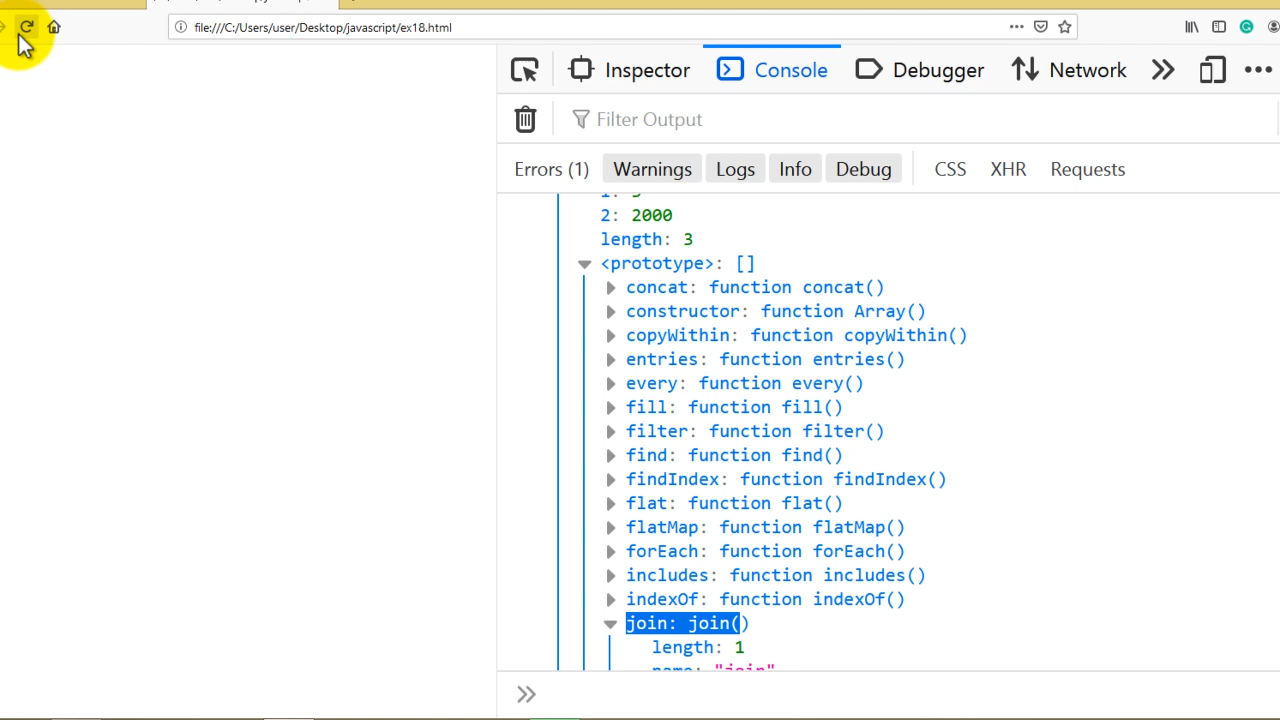 file:///C:/Users/user/Desktop/javascript/ex18.html
Inspector Console Debugger Network
Filter Output
Errors (1) Warnings Logs Info Debug CSS XHR Requests
2: 2000
length: 3
<prototype>: []
concat: function concat()
constructor: function Array()
copyWithin: function copyWithin()
entries: function entries()
every: function every()
fill: function fill()
filter: function filter()
find: function find()
findIndex: function findIndex()
flat: function flat()
flatMap: function flatMap()
forEach: function forEach()
includes: function includes()
indexOf: function indexOf()
join: join()
length: 1
name: "join"